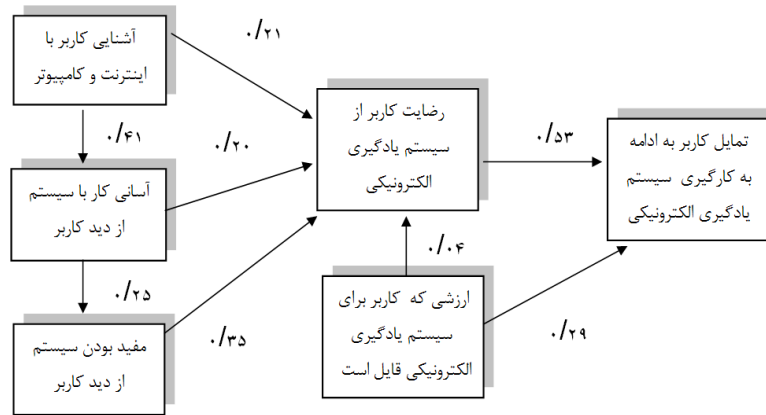 آشنایی کاربر با
اینترنت و کامپیوتر
۰/۲۱
۰/۴۱
۰/۲۰
رضایت کاربر از
سیستم یادگیری
الکترونیکی
۰/۵۳
تمایل کاربر به ادامه
به کارگیری سیستم
یادگیری الکترونیکی
آسانی کار با سیستم
از دید کاربر
۰/۲۵
۰/۰۴
مفید بودن سیستم
از دید کاربر
۰/۳۵
ارزشی که کاربر برای
سیستم یادگیری
الکترونیکی قایل است
۰/۲۹